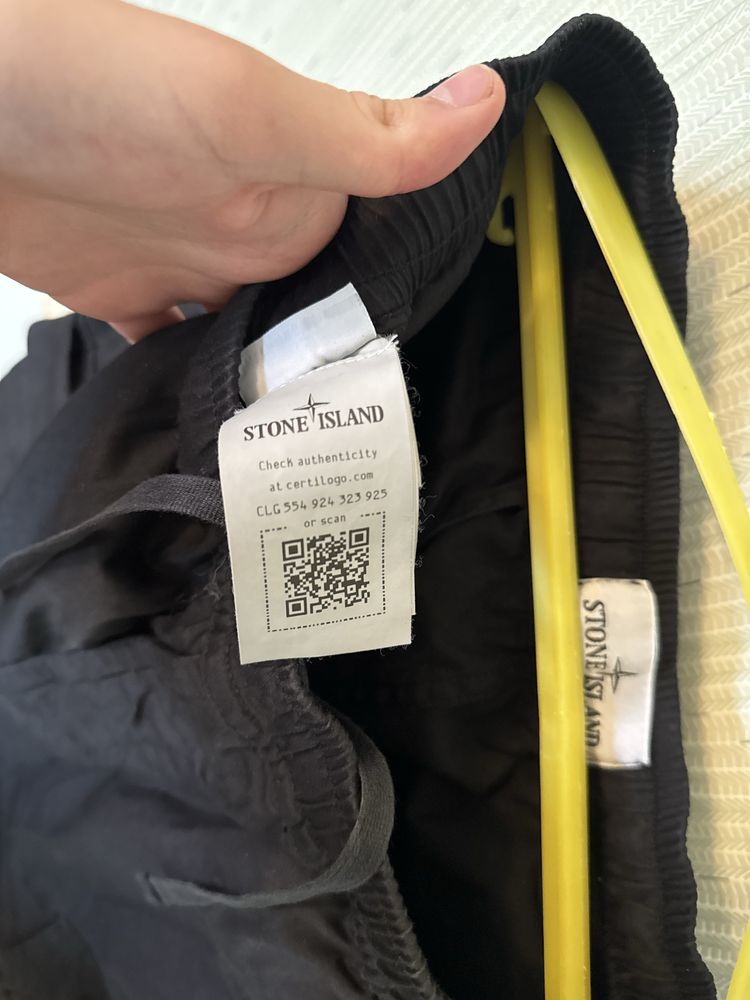 STONE ISLAND
Check authenticity
at certilogo.com
CLG 554 924 323 925
or scan
STONE ISLAND